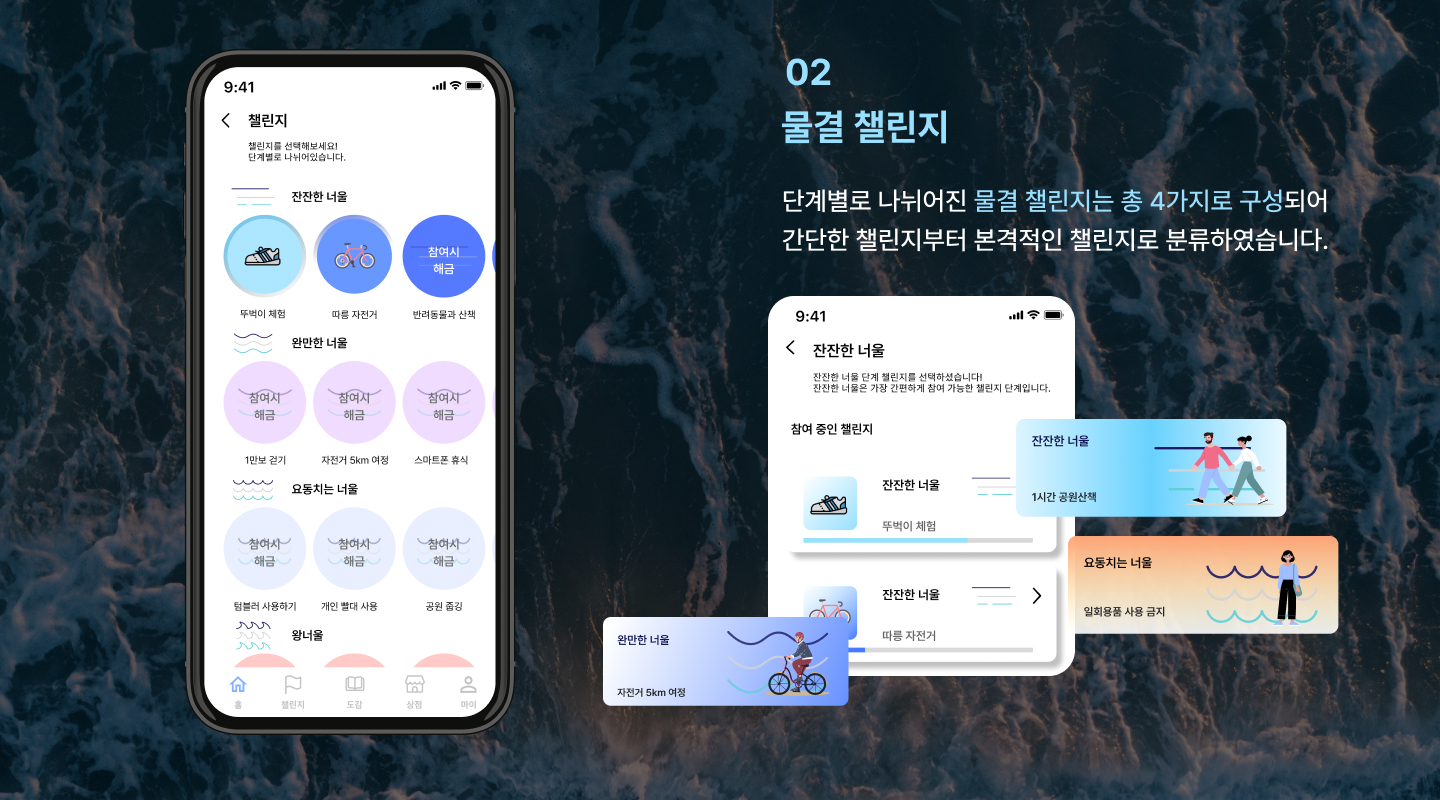 9:41
챌린지
챌린지를 선택해보세요!
단계별로 나뉘어있습니다.
잔잔한 너울
참여시
해금
뚜벅이 체험
따릉 자전거
반려동물과 산책
완만한 너울
참여시
해금
참여시
해금
참여시
해금
1만보 걷기
자전거 5km 여정
스마트폰 휴식
요동치는 너울
참여시
해금
참여시
해금
참여시
해금
텀블러 사용하기
개인 빨대 사용
공원 줍깅
왕너울
홈
챌린지
도감
상점
마이
02
물결 챌린지
단계별로 나뉘어진 물결 챌린지는 총 4가지로 구성되어
간단한 챌린지부터 본격적인 챌린지로 분류하였습니다.
9:41
잔잔한 너울
잔잔한 너울 단계 챌린지를 선택하셨습니다!
잔잔한 너울은 가장 간편하게 참여 가능한 챌린지 단계입니다.
참여 중인 챌린지
잔잔한 너울
뚜벅이 체험
잔잔한 너울
따릉 자전거
잔잔한 너울
1시간 공원산책
요동치는 너울
일회용품 사용 금지
완만한 너울
자전거 5km 여정